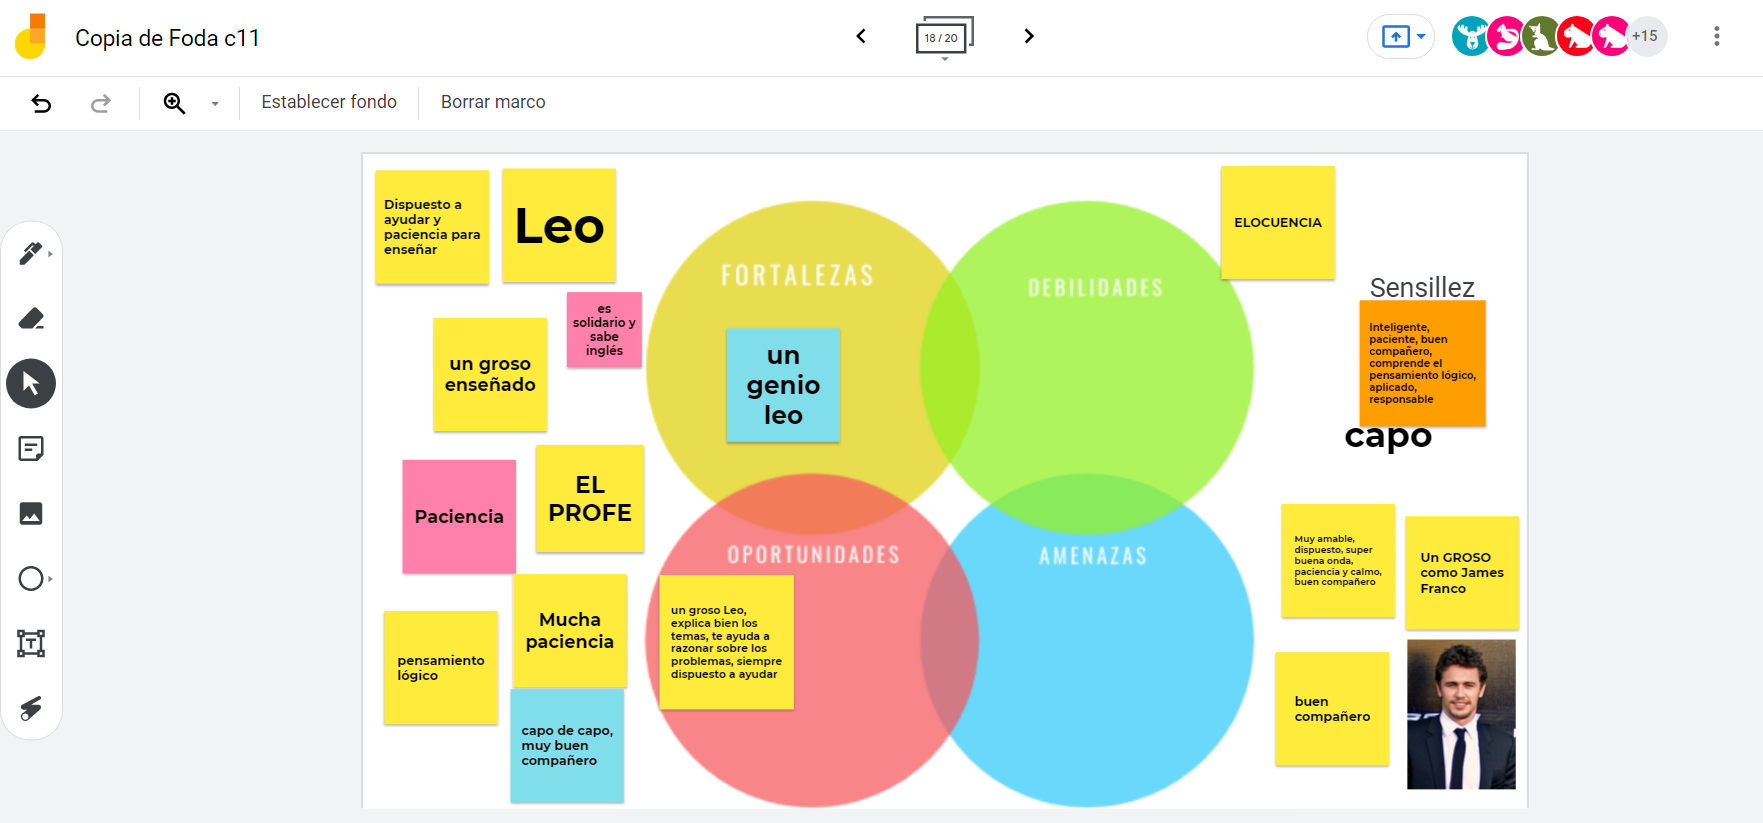 Copia de Foda c11
18 / 20
+15
Establecer fondo
Borrar marco
Dispuesto a
ayudar y
paciencia para
enseñar
Leo
es
solidario y
sabe
inglés
un groso
enseñado
Paciencia
EL
PROFE
Mucha
paciencia
pensamiento
lógico
capo de capo,
muy buen
compañero
FORTALEZAS
un
genio
leo
DEBILIDADES
OPORTUNIDADES
un groso Leo,
explica bien los
temas, te ayuda a
razonar sobre los
problemas, siempre
dispuesto a ayudar
AMENAZAS
ELOCUENCIA
Sensillez
Inteligente,
paciente, buen
compañero,
comprende el
pensamiento lógico,
aplicado,
responsable
capo
Muy amable,
dispuesto, super
buena onda,
paciencia y calmo,
buen compañero
Un GROSO
como James
Franco
buen
compañero